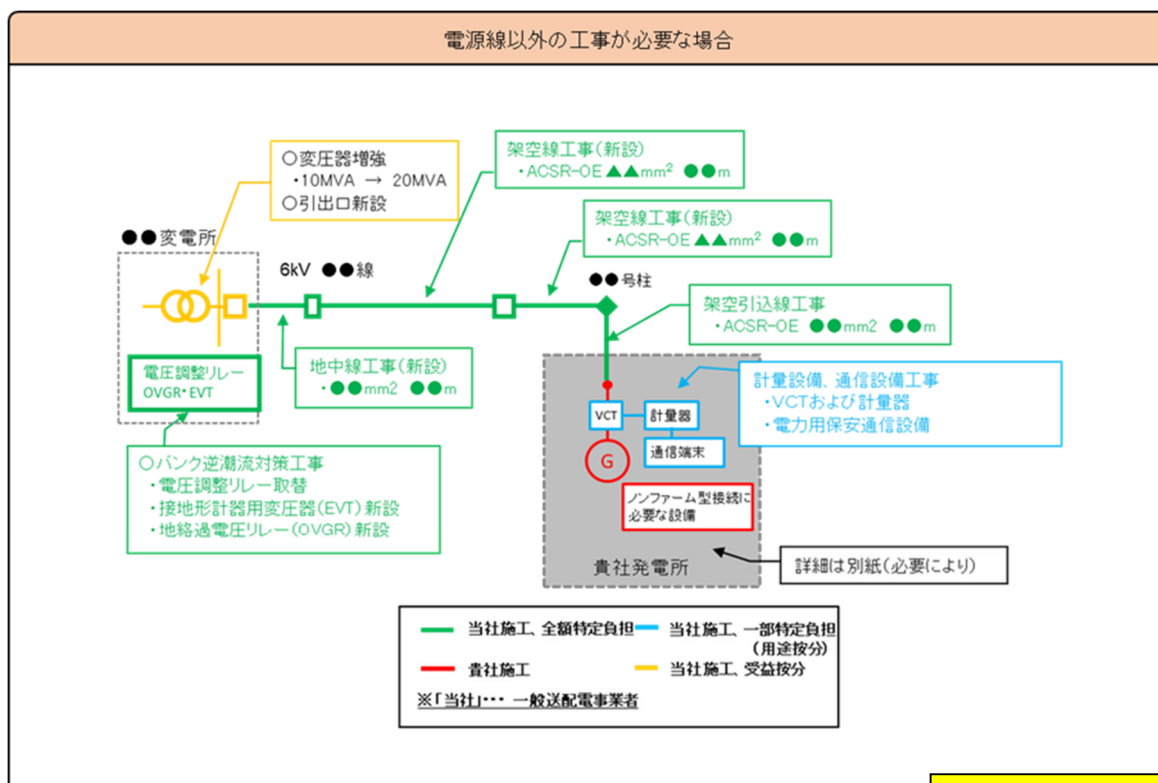 電源線以外の工事が必要な場合
○変圧器増強
・10MVA → 20MVA
○引出口新設
架空線工事(新設)
・ACSR-OE ▲▲mm² ●●m
架空線工事(新設)
・ACSR-OE ▲▲mm² ●●m
●●変電所
6kV ●●線
●●号柱
架空引込線工事
・ACSR-OE ●●mm2 ●●m
電圧調整リレー
OVGR・EVT
地中線工事(新設)
・●●mm2 ●●m
計量設備、通信設備工事
・VCTおよび計量器
・電力用保安通信設備
VCT
計量器
通信端末
G
○バンク逆潮流対策工事
・電圧調整リレー取替
・接地形計器用変圧器(EVT)新設
・地絡過電圧リレー(OVGR)新設
ノンファーム型接続に
必要な設備
貴社発電所
詳細は別紙(必要により)
当社施工、全額特定負担
当社施工、一部特定負担
(用途按分)
貴社施工
当社施工、受益按分
※「当社」・・・ 一般送配電事業者